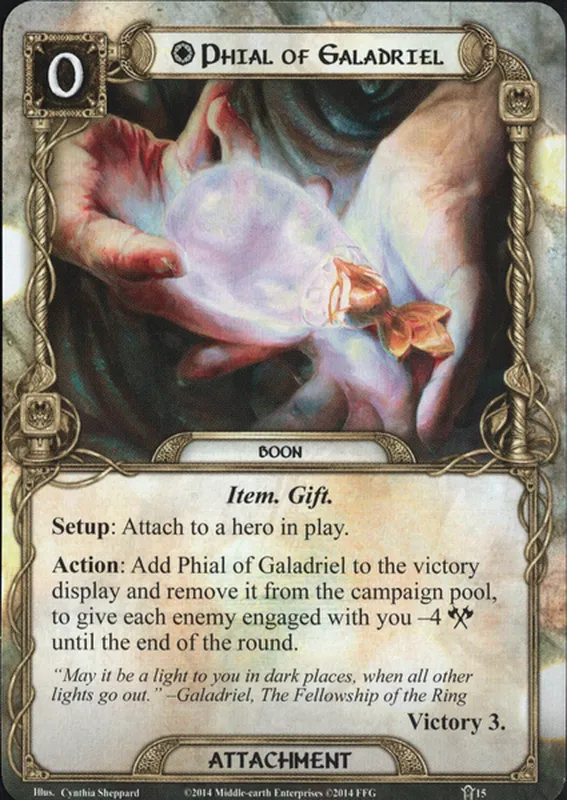 0
PHIAL OF GALADRIEL
BOON
Item. Gift.
Setup: Attach to a hero in play.
Action: Add Phial of Galadriel to the victory
display and remove it from the campaign pool,
to give each enemy engaged with you –4
until the end of the round.
“May it be a light to you in dark places, when all other
lights go out.” –Galadriel, The Fellowship of the Ring
Victory 3.
ATTACHMENT
Illus. Cynthia Sheppard ©2014 Middle-earth Enterprises ©2014 FFG 15